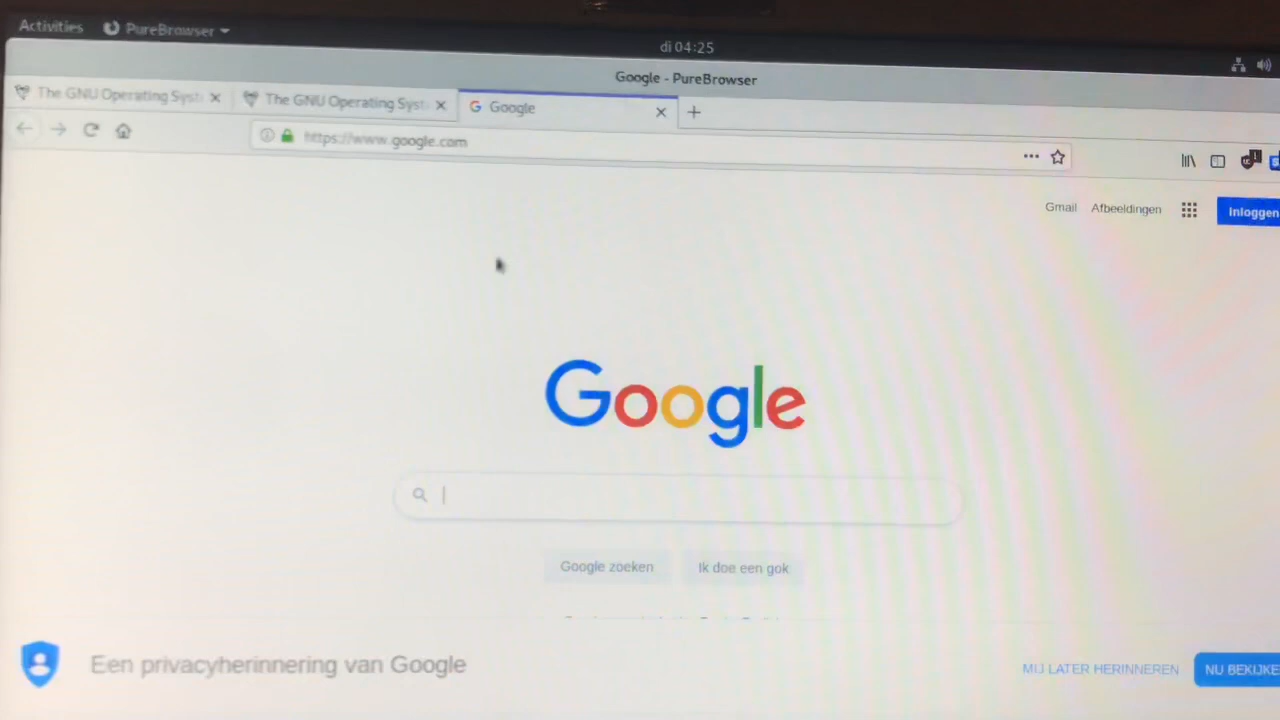 Activities PureBrowser
di 04:25
Google - PureBrowser
The GNU Operating Syst
The GNU Operating Syst
Google
https://www.google.com
Gmail Afbeeldingen Inloggen
Google
Google zoeken Ik doe een gok
Een privacyherinnering van Google
MIJ LATER HERINNEREN NU BEKIJKE